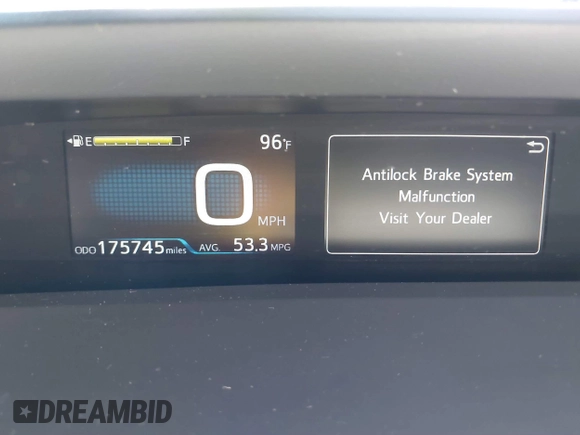 E F 96°F
0 MPH
ODO 175745 miles AVG. 53.3 MPG
Antilock Brake System
Malfunction
Visit Your Dealer
DREAMBID